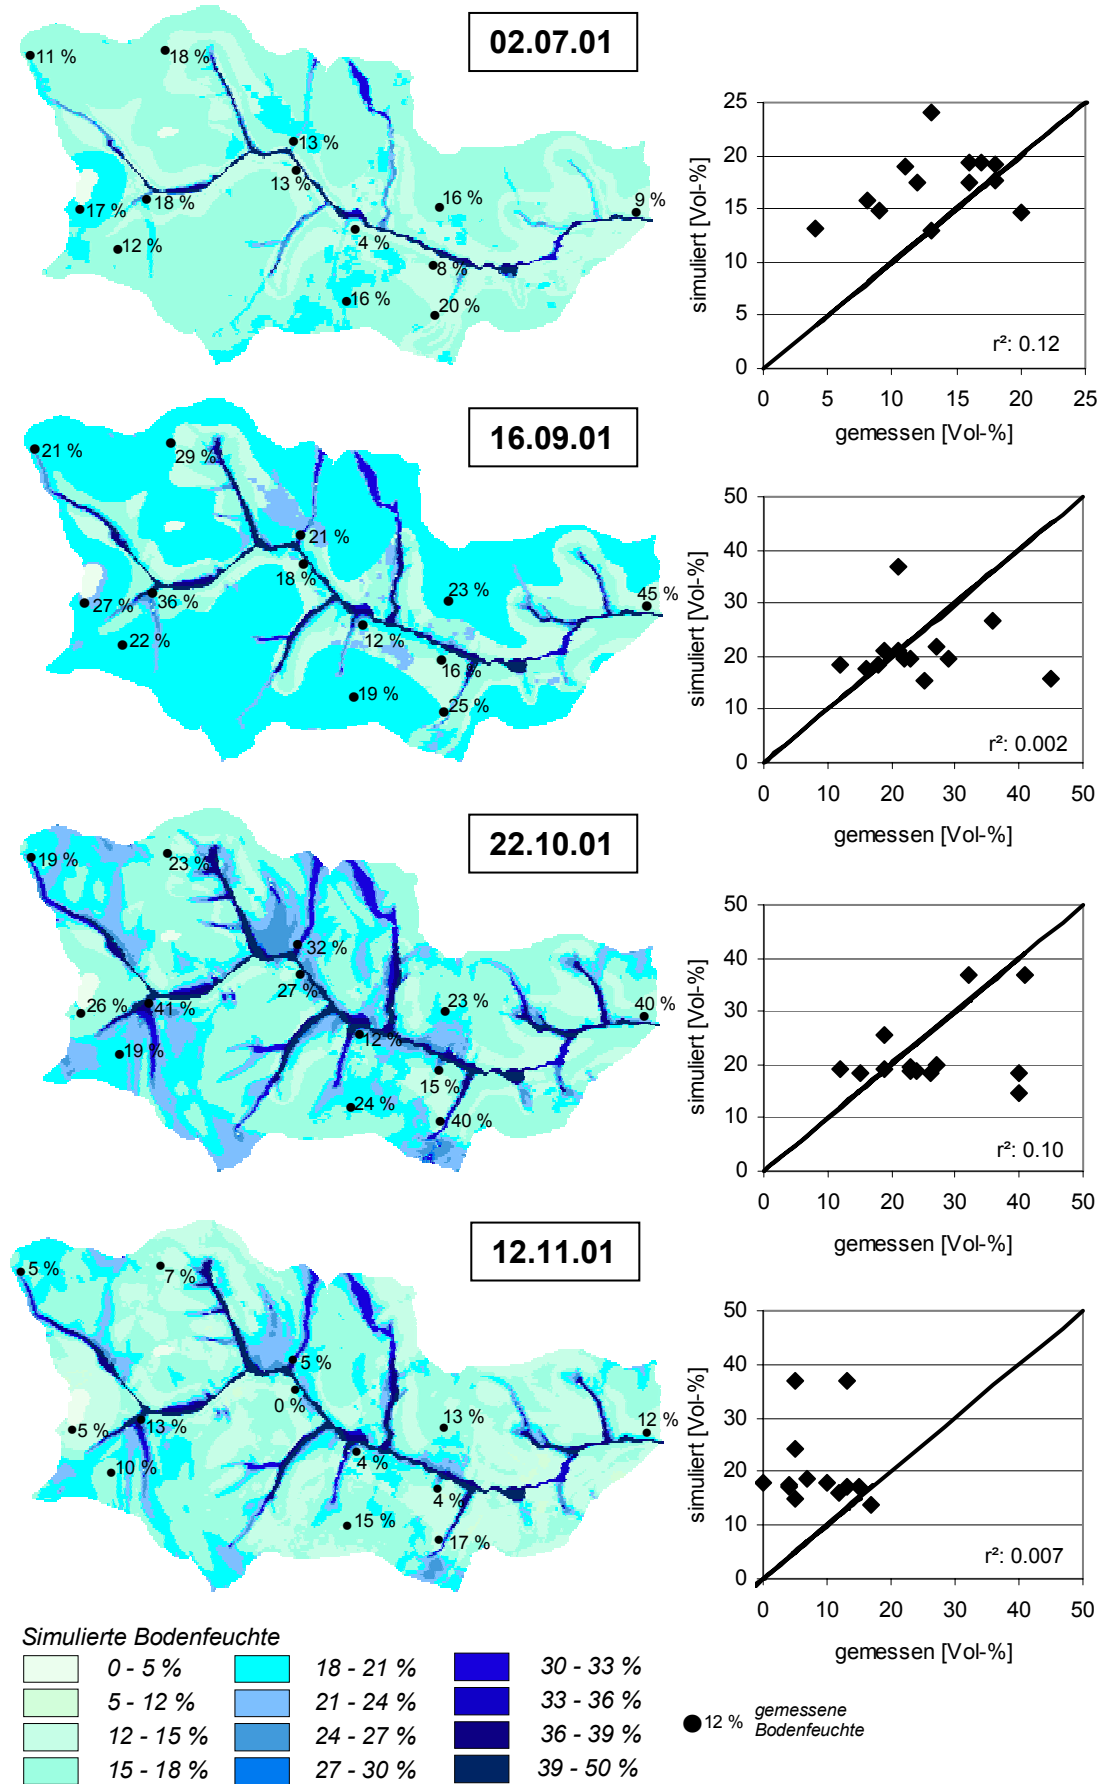 02.07.01
11 %
18 %
13 %
13 %
17 %
18 %
12 %
16 %
9 %
4 %
8 %
16 %
20 %
simuliert [Vol-%]
25
20
15
10
5
0
r²: 0.12
0 5 10 15 20 25
gemessen [Vol-%]
16.09.01
21 %
29 %
21 %
18 %
27 %
36 %
22 %
23 %
45 %
12 %
16 %
19 %
25 %
simuliert [Vol-%]
50
40
30
20
10
0
r²: 0.002
0 10 20 30 40 50
gemessen [Vol-%]
22.10.01
19 %
23 %
32 %
27 %
26 %
41 %
19 %
23 %
40 %
12 %
15 %
24 %
40 %
simuliert [Vol-%]
50
40
30
20
10
0
r²: 0.10
0 10 20 30 40 50
gemessen [Vol-%]
12.11.01
5 %
7 %
5 %
0 %
5 %
13 %
10 %
13 %
12 %
4 %
4 %
15 %
17 %
simuliert [Vol-%]
50
40
30
20
10
0
r²: 0.007
0 10 20 30 40 50
gemessen [Vol-%]
Simulierte Bodenfeuchte
0 - 5 %
5 - 12 %
12 - 15 %
15 - 18 %
18 - 21 %
21 - 24 %
24 - 27 %
27 - 30 %
30 - 33 %
33 - 36 %
36 - 39 %
39 - 50 %
12 % gemessene
Bodenfeuchte